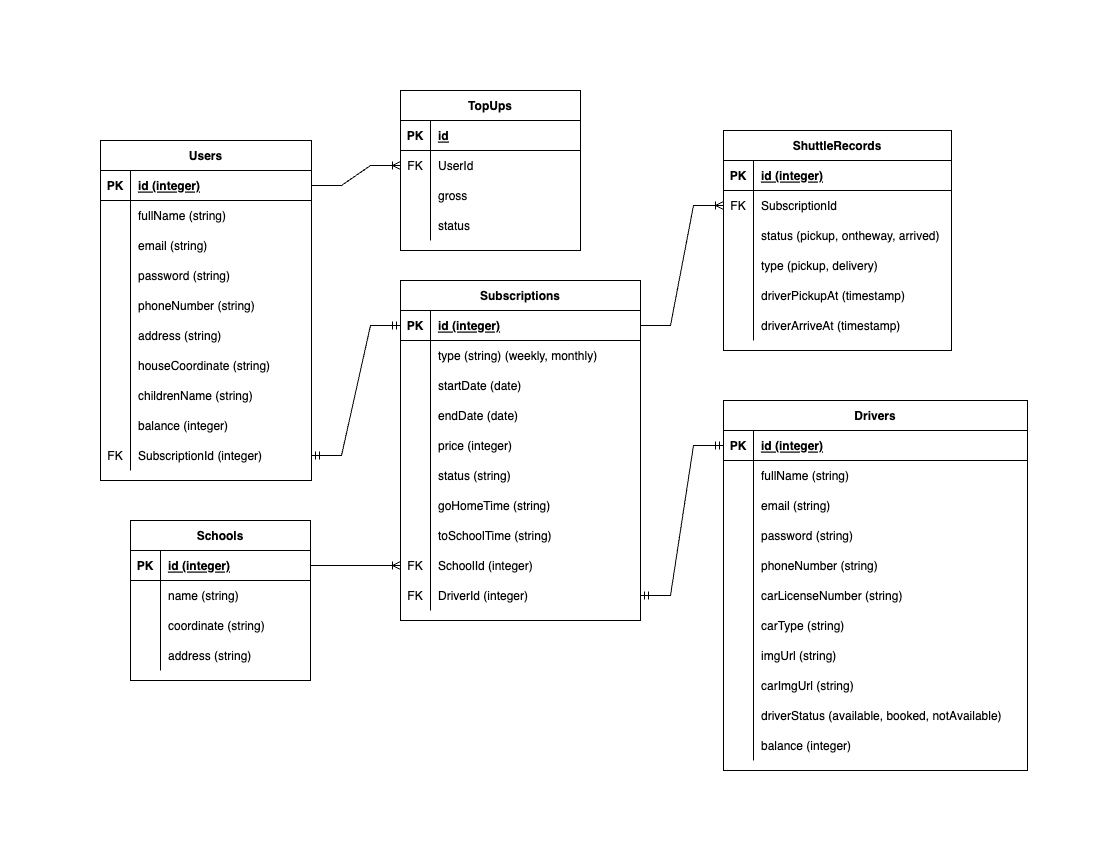 TopUps
PK id
FK UserId
gross
status
Users
PK id (integer)
fullName (string)
email (string)
password (string)
phoneNumber (string)
address (string)
houseCoordinate (string)
childrenName (string)
balance (integer)
FK SubscriptionId (integer)
ShuttleRecords
PK id (integer)
FK SubscriptionId
status (pickup, ontheway, arrived)
type (pickup, delivery)
driverPickupAt (timestamp)
driverArriveAt (timestamp)
Subscriptions
PK id (integer)
type (string) (weekly, monthly)
startDate (date)
endDate (date)
price (integer)
status (string)
goHomeTime (string)
toSchoolTime (string)
FK SchoolId (integer)
FK DriverId (integer)
Schools
PK id (integer)
name (string)
coordinate (string)
address (string)
Drivers
PK id (integer)
fullName (string)
email (string)
password (string)
phoneNumber (string)
carLicenseNumber (string)
carType (string)
imgUrl (string)
carImgUrl (string)
driverStatus (available, booked, notAvailable)
balance (integer)